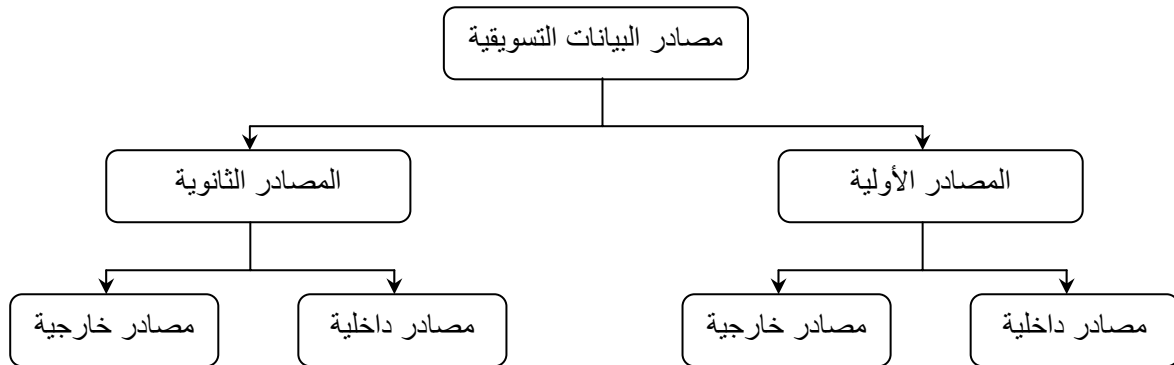 مصادر البيانات التسويقية
المصادر الأولية
المصادر الثانوية
مصادر داخلية
مصادر خارجية
مصادر داخلية
مصادر خارجية